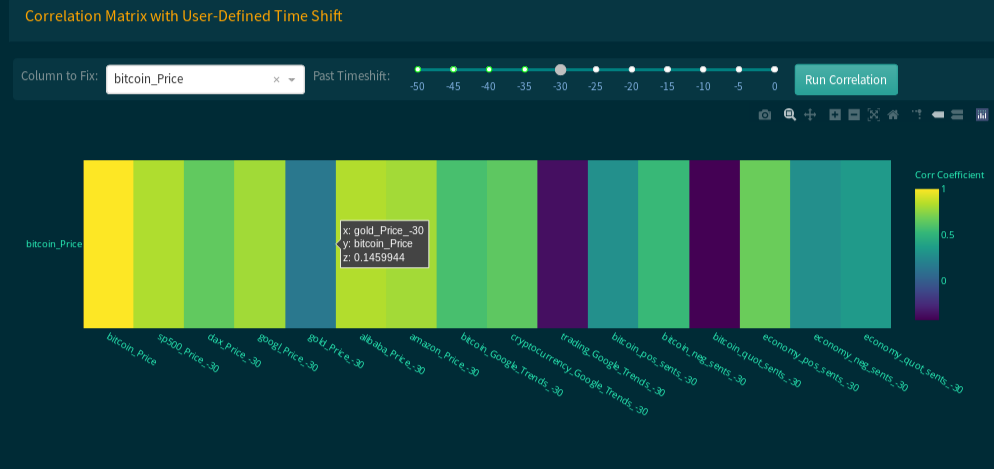 Correlation Matrix with User-Defined Time Shift
Column to Fix: bitcoin_Price × Past Timeshift: Run Correlation
-50 -45 -40 -35 -30 -25 -20 -15 -10 -5 0
Corr Coefficient
1
0.5
0
bitcoin_Price
x: gold_Price_-30
y: bitcoin_Price
z: 0.1459944
bitcoin_Price
sp500_Price_-30
dax_Price_-30
googl_Price_-30
gold_Price_-30
alibaba_Price_-30
amazon_Price_-30
bitcoin_Google_Trends_-30
cryptocurrency_Google_Trends_-30
trading_Google_Trends_-30
bitcoin_pos_sents_-30
bitcoin_neg_sents_-30
bitcoin_quot_sents_-30
economy_pos_sents_-30
economy_neg_sents_-30
economy_quot_sents_-30